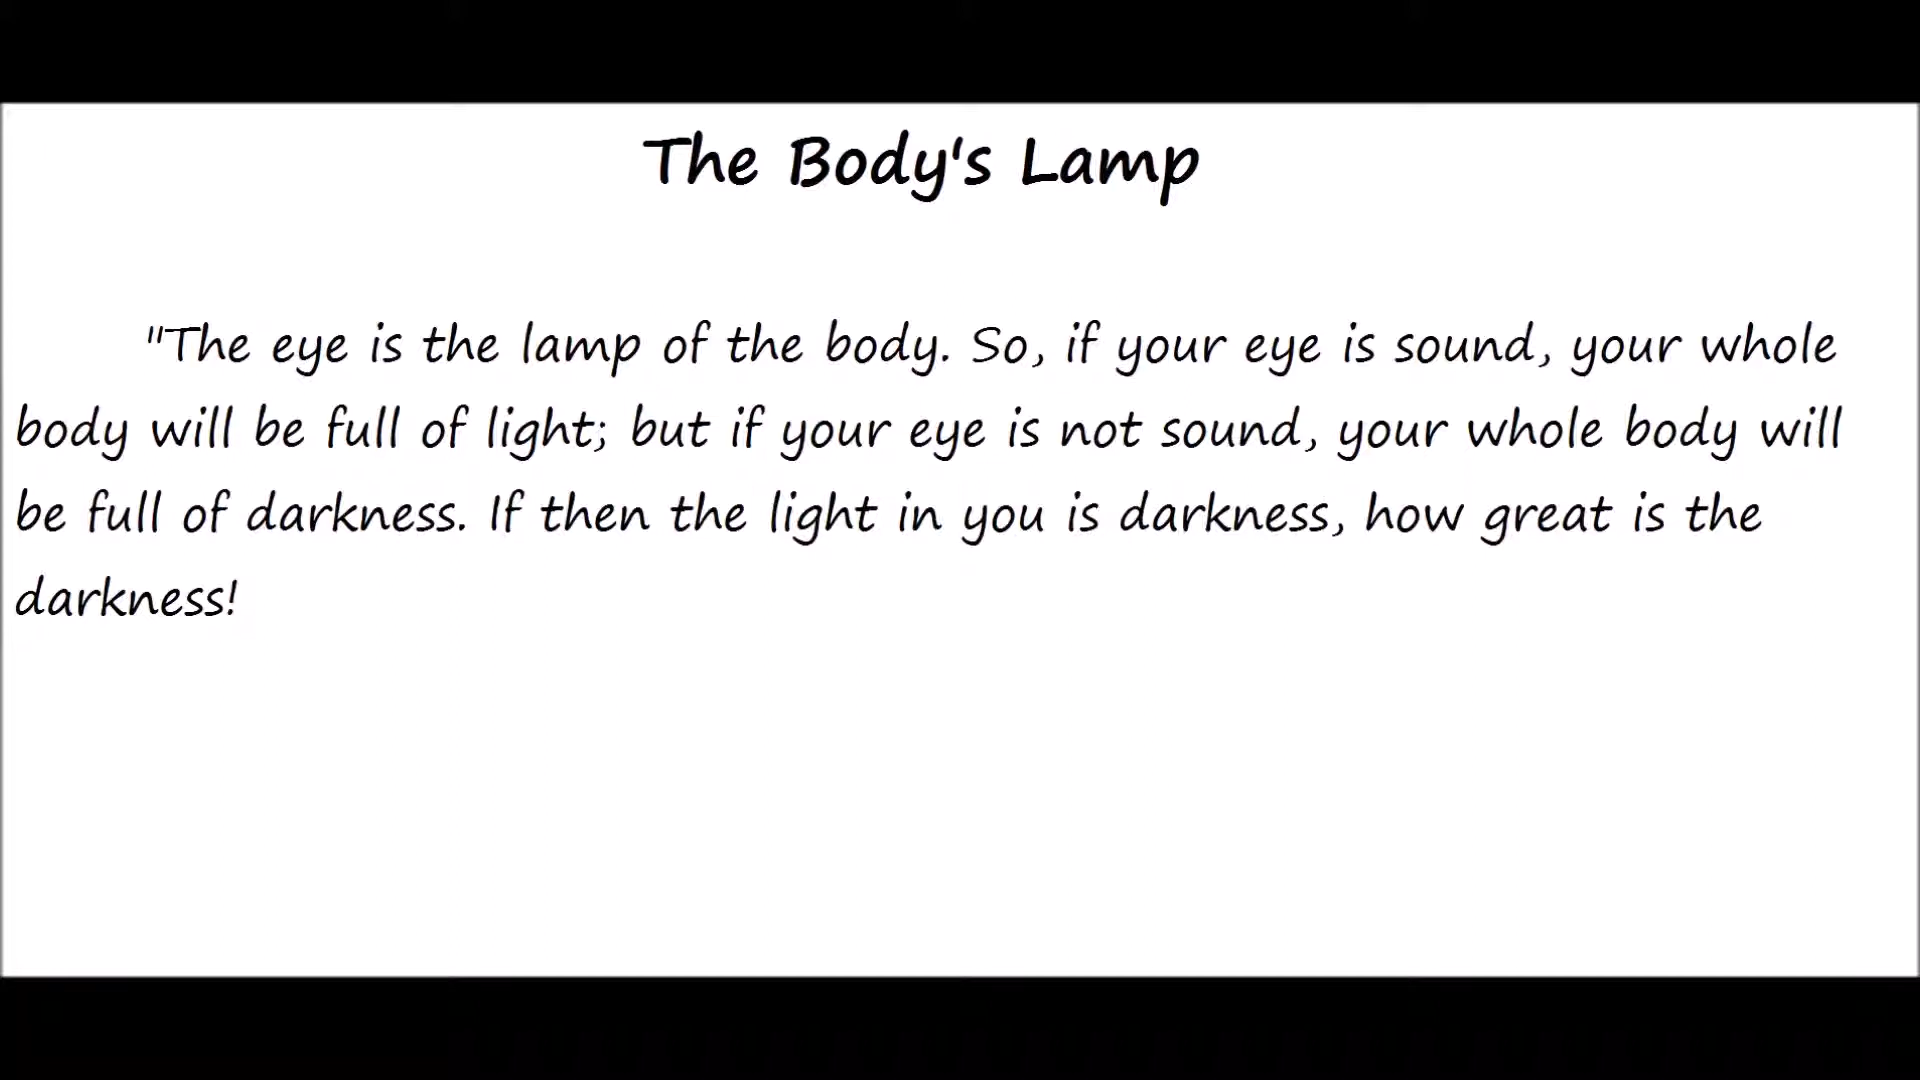 The Body's Lamp
"The eye is the lamp of the body. So, if your eye is sound, your whole
body will be full of light; but if your eye is not sound, your whole body will
be full of darkness. If then the light in you is darkness, how great is the
darkness!